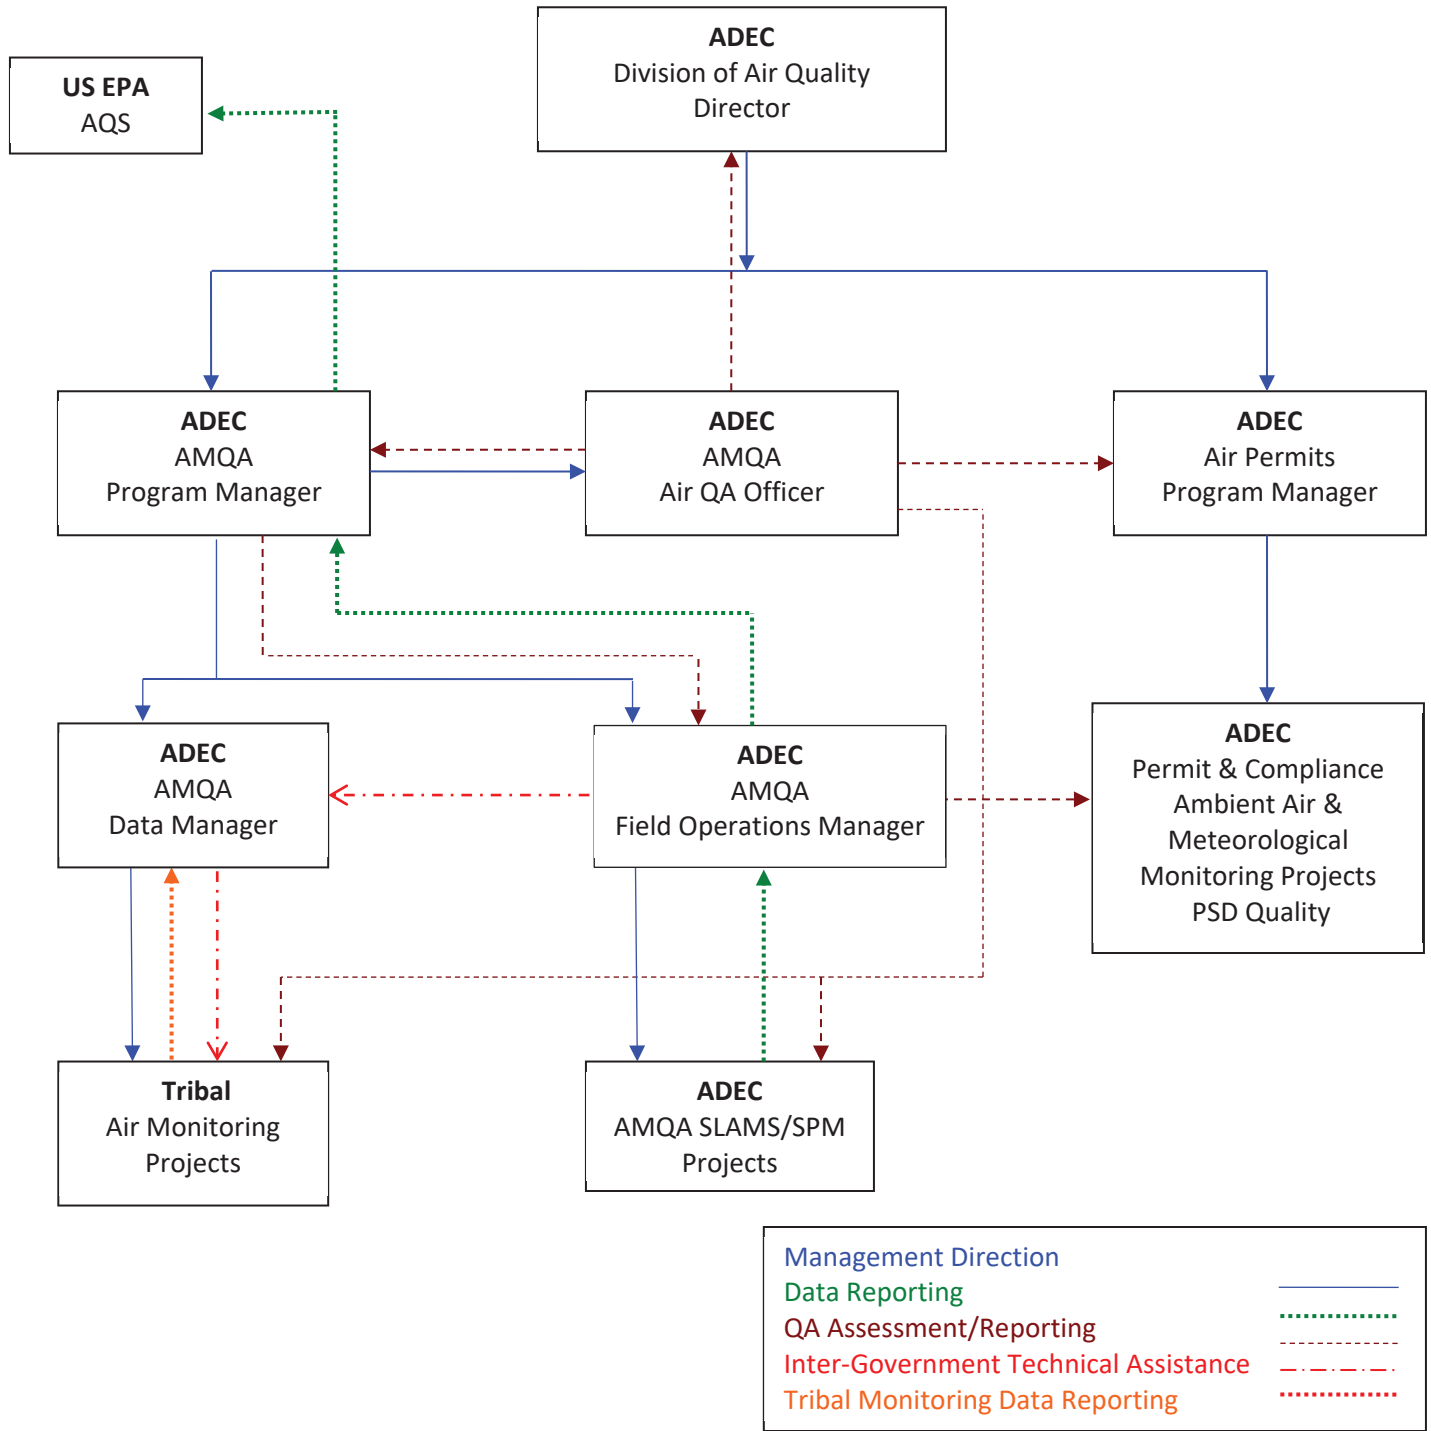 ADEC
Division of Air Quality
Director
US EPA
AQS
ADEC
AMQA
Program Manager
ADEC
AMQA
Air QA Officer
ADEC
Air Permits
Program Manager
ADEC
AMQA
Data Manager
ADEC
AMQA
Field Operations Manager
ADEC
Permit & Compliance
Ambient Air &
Meteorological
Monitoring Projects
PSD Quality
Tribal
Air Monitoring
Projects
ADEC
AMQA SLAMS/SPM
Projects
Management Direction
Data Reporting
QA Assessment/Reporting
Inter-Government Technical Assistance
Tribal Monitoring Data Reporting